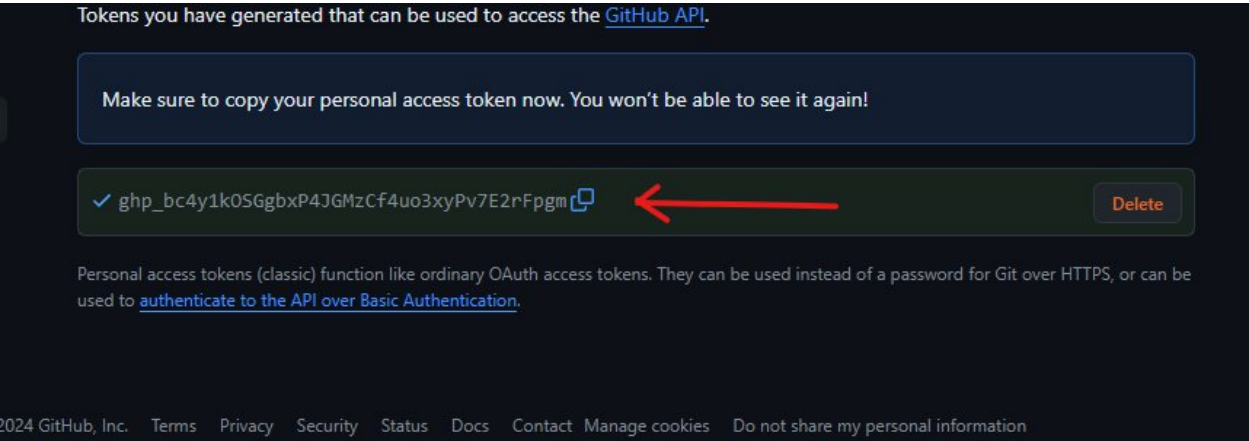 Tokens you have generated that can be used to access the GitHub API.
Make sure to copy your personal access token now. You won’t be able to see it again!
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
Delete
Personal access tokens (classic) function like ordinary OAuth access tokens. They can be used instead of a password for Git over HTTPS, or can be
used to authenticate to the API over Basic Authentication.
2024 GitHub, Inc. Terms Privacy Security Status Docs Contact Manage cookies Do not share my personal information